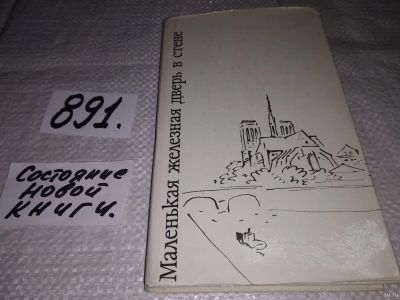 891.
Состояние
новой
книги.
Маленькая железная дверь в стене